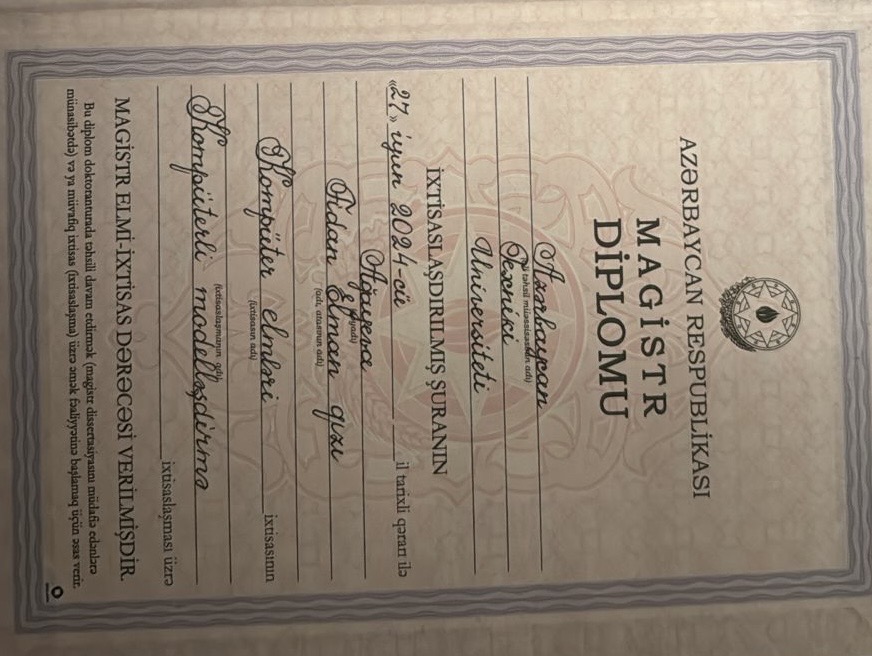 AZƏRBAYCAN RESPUBLİKASI
MAGİSTR
DİPLOMU
Azərbaycan
(ali təhsil müəssisəsinin adı)
Texniki
Universiteti
İXTİSASLAŞDIRILMIŞ ŞURANIN
«27» iyun 2024-cü il tarixli qərarı ilə
Ağayeva
(soyadı)
Fidan Elman qızı
(adı, atasının adı)
Kompüter elmləri ixtisasının
(ixtisasın adı)
Kompüterli modelləşdirmə
(ixtisaslaşmanın adı)
ixtisaslaşması üzrə
MAGİSTR ELMİ-İXTİSAS DƏRƏCƏSİ VERİLMİŞDİR.
Bu diplom doktoranturada təhsili davam etdirmək (magistr dissertasiyasını müdafiə edənlərə
münasibətdə) və ya müvafiq ixtisas (ixtisaslaşma) üzrə əmək fəaliyyətinə başlamaq üçün əsas verir.